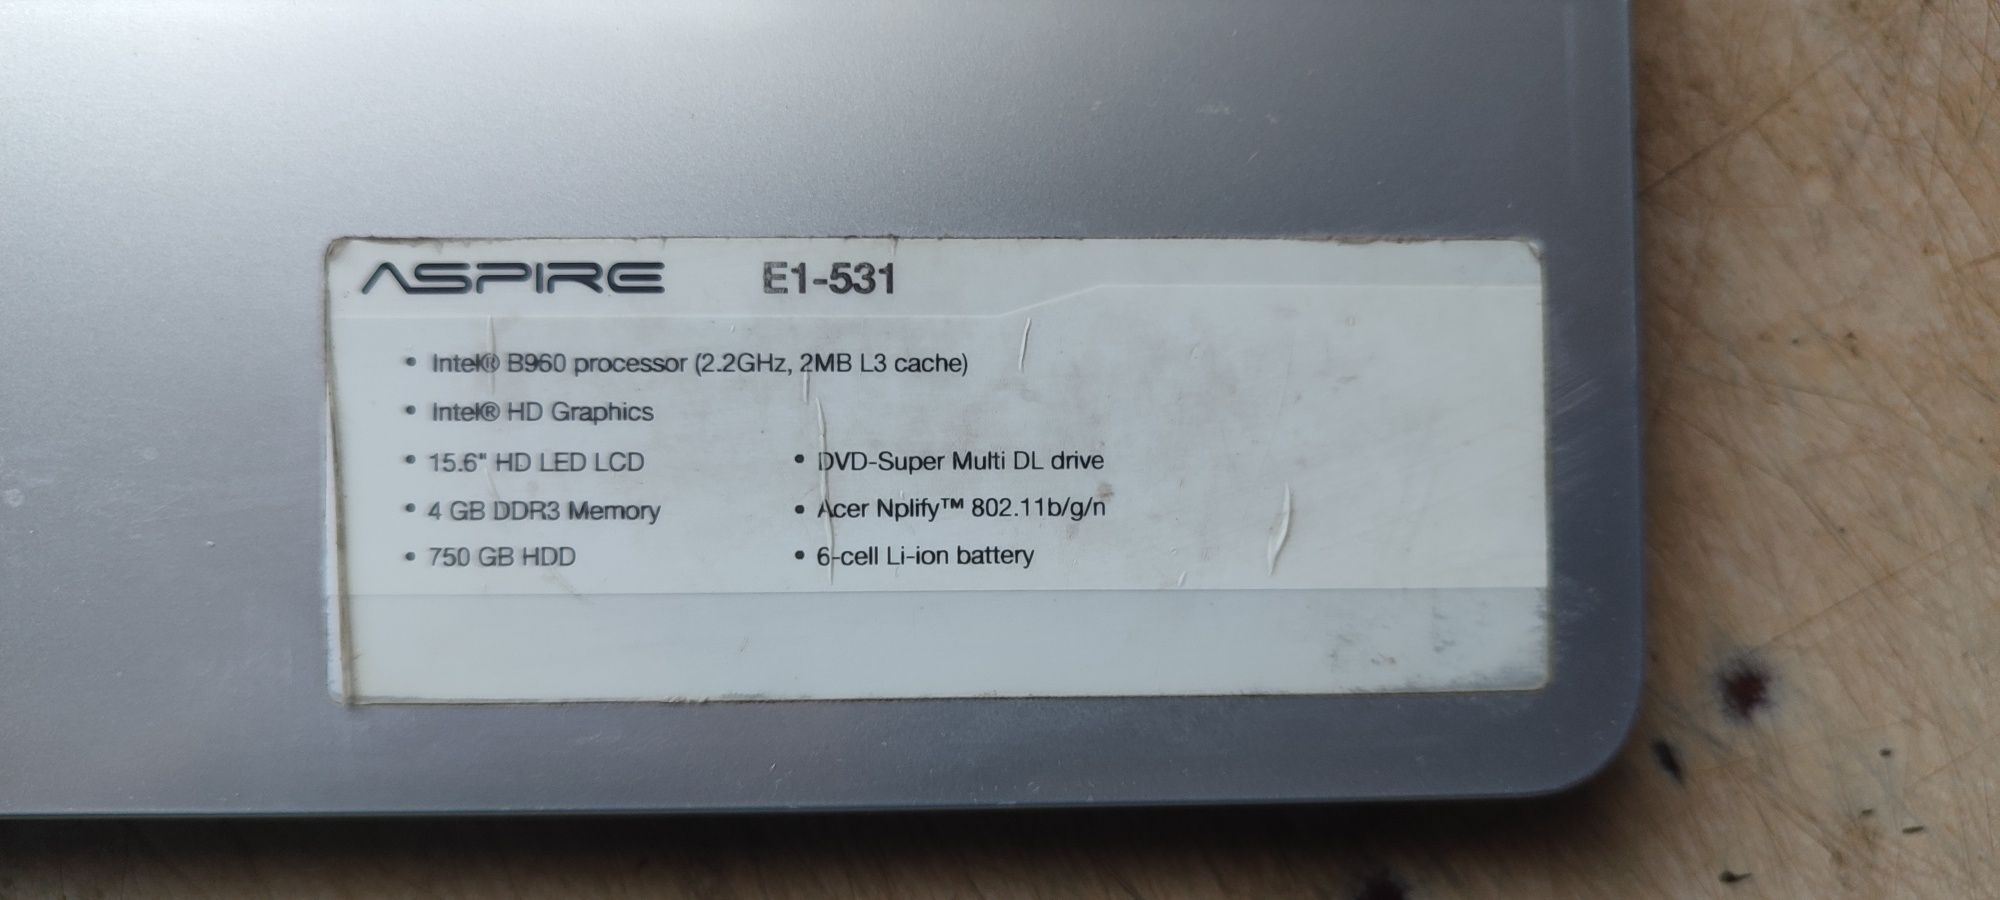 ASPIRE E1-531
• Intel® B960 processor (2.2GHz, 2MB L3 cache)
• Intel® HD Graphics
• 15.6" HD LED LCD
• DVD-Super Multi DL drive
• 4 GB DDR3 Memory
• Acer Nplify™ 802.11b/g/n
• 750 GB HDD
• 6-cell Li-ion battery